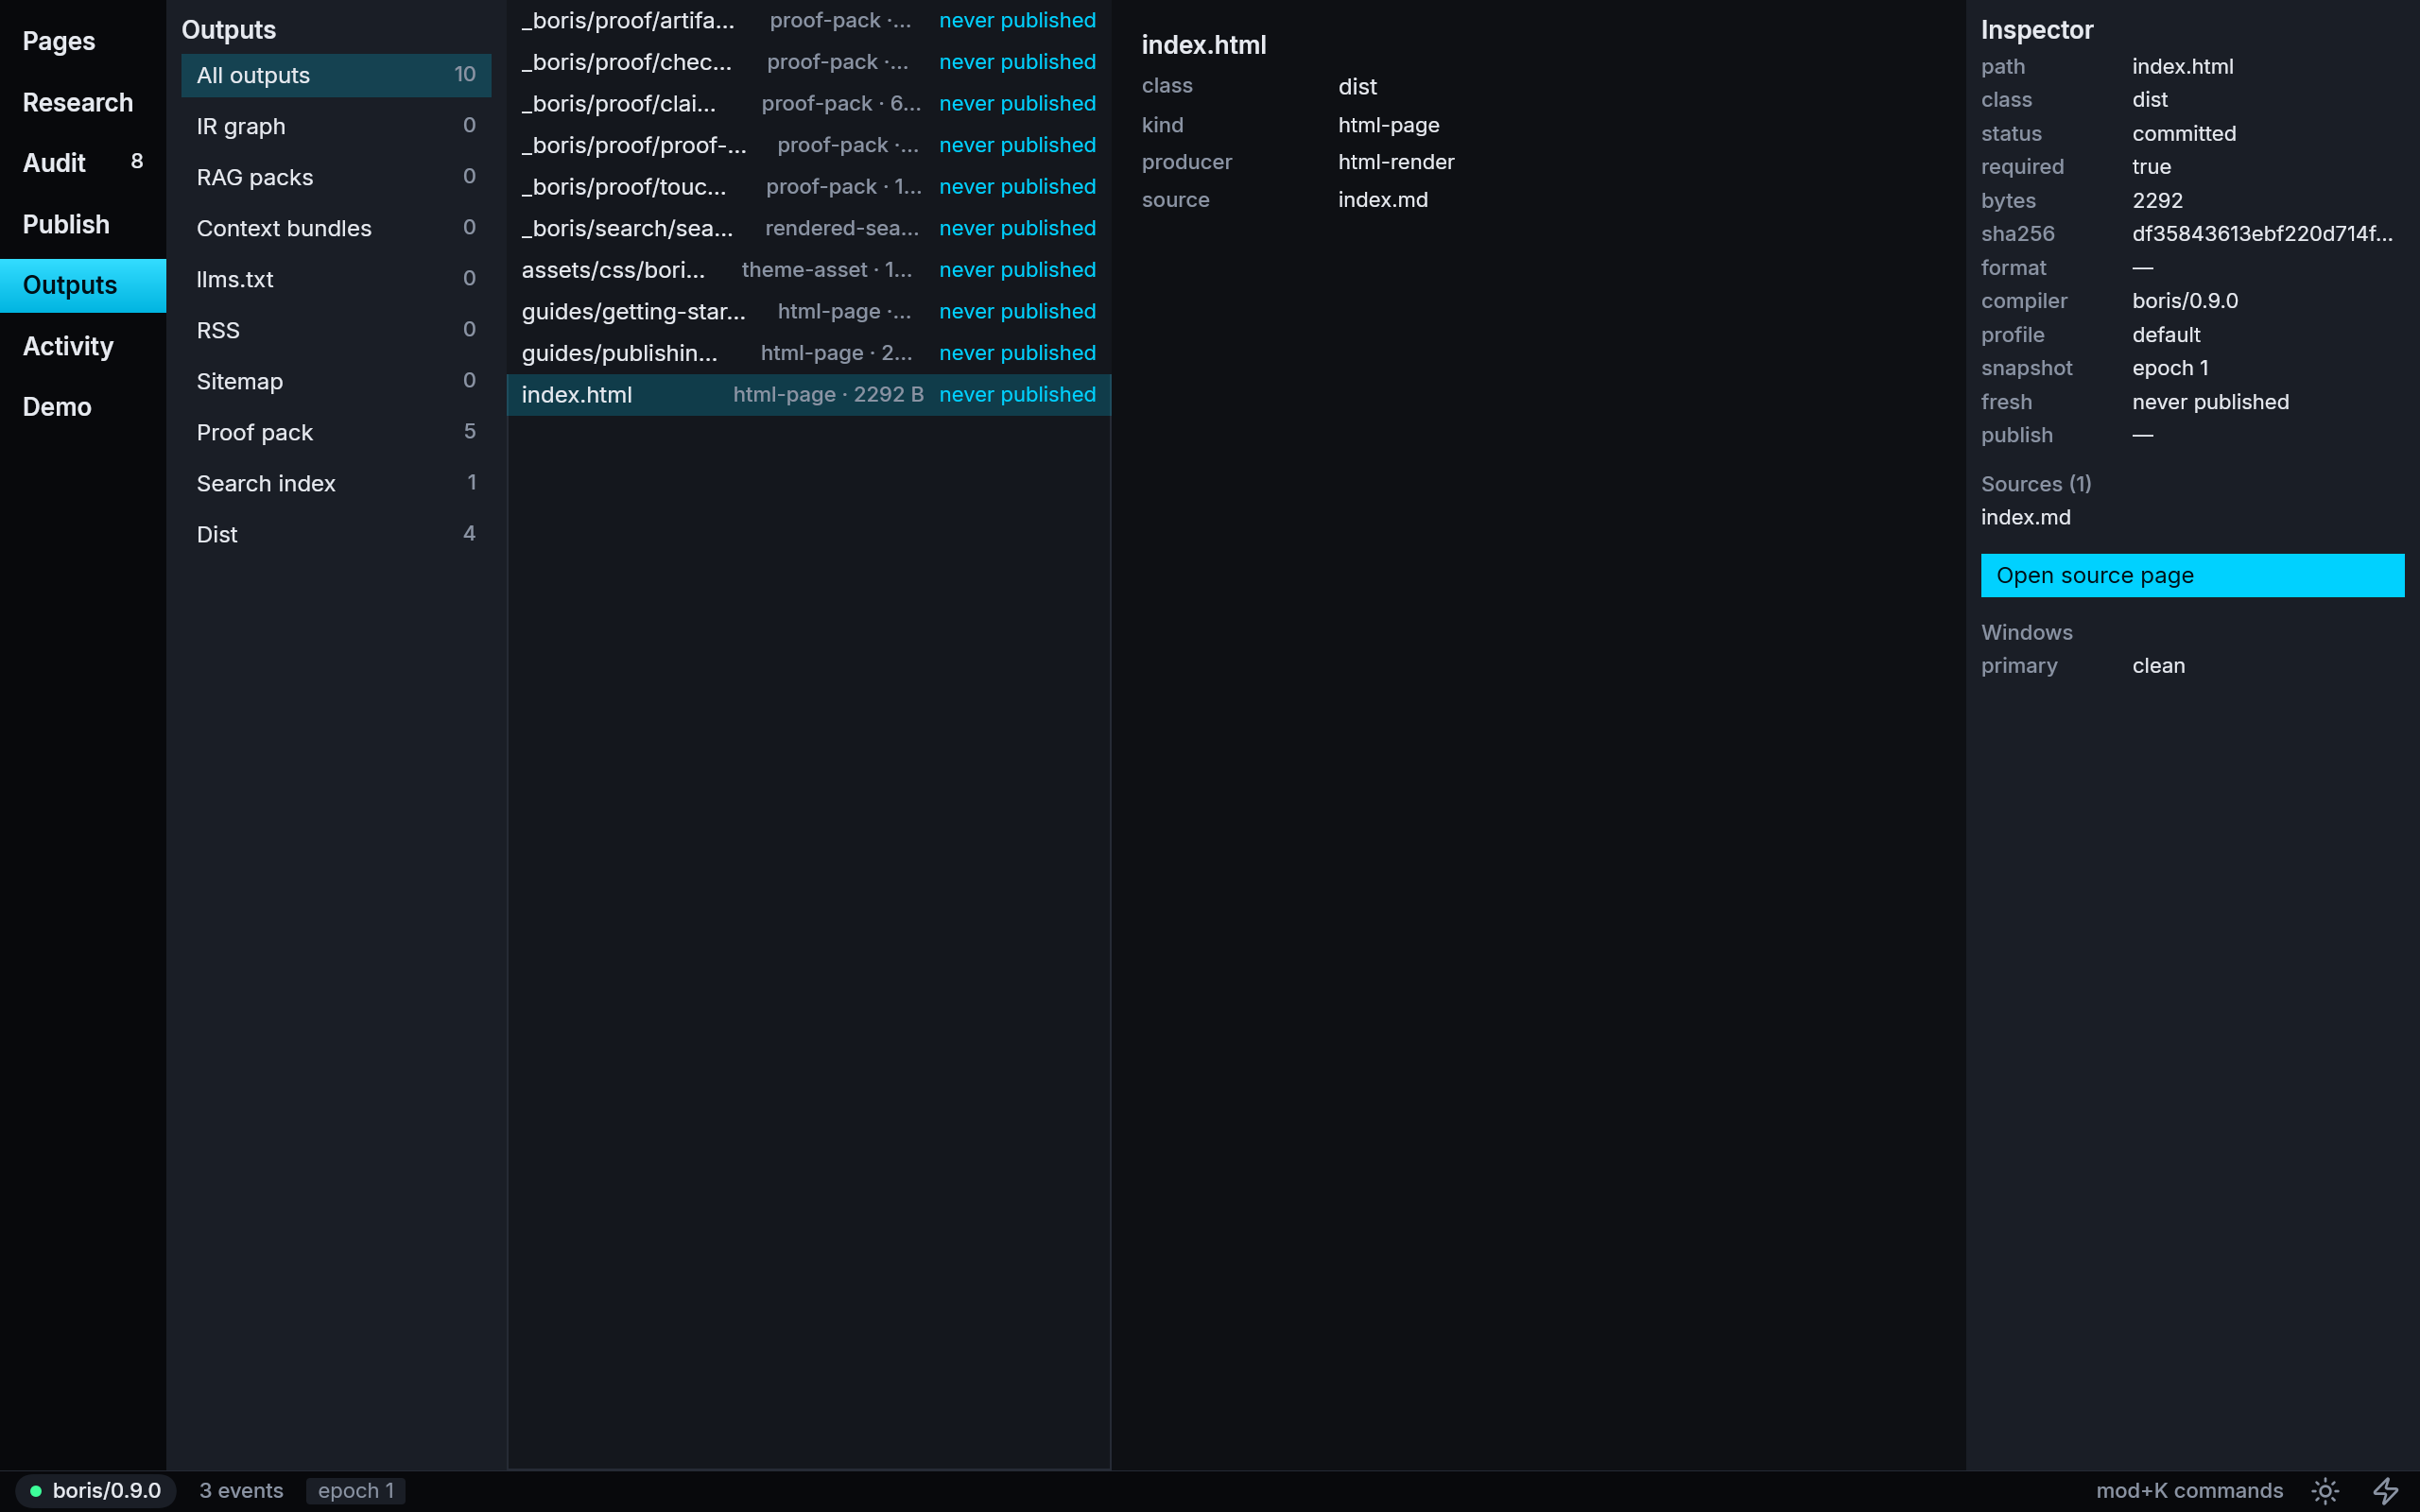 Pages
Research
Audit 8
Publish
Outputs
Activity
Demo
Outputs
All outputs 10
IR graph 0
RAG packs 0
Context bundles 0
llms.txt 0
RSS 0
Sitemap 0
Proof pack 5
Search index 1
Dist 4
_boris/proof/artifa... proof-pack ·... never published
_boris/proof/chec... proof-pack ·... never published
_boris/proof/clai... proof-pack · 6... never published
_boris/proof/proof-... proof-pack ·... never published
_boris/proof/touc... proof-pack · 1... never published
_boris/search/sea... rendered-sea... never published
assets/css/bori... theme-asset · 1... never published
guides/getting-star... html-page ·... never published
guides/publishin... html-page · 2... never published
index.html html-page · 2292 B never published
index.html
class dist
kind html-page
producer html-render
source index.md
Inspector
path index.html
class dist
status committed
required true
bytes 2292
sha256 df35843613ebf220d714f...
format —
compiler boris/0.9.0
profile default
snapshot epoch 1
fresh never published
publish —
Sources (1)
index.md
Open source page
Windows
primary clean
boris/0.9.0 3 events epoch 1 mod+K commands